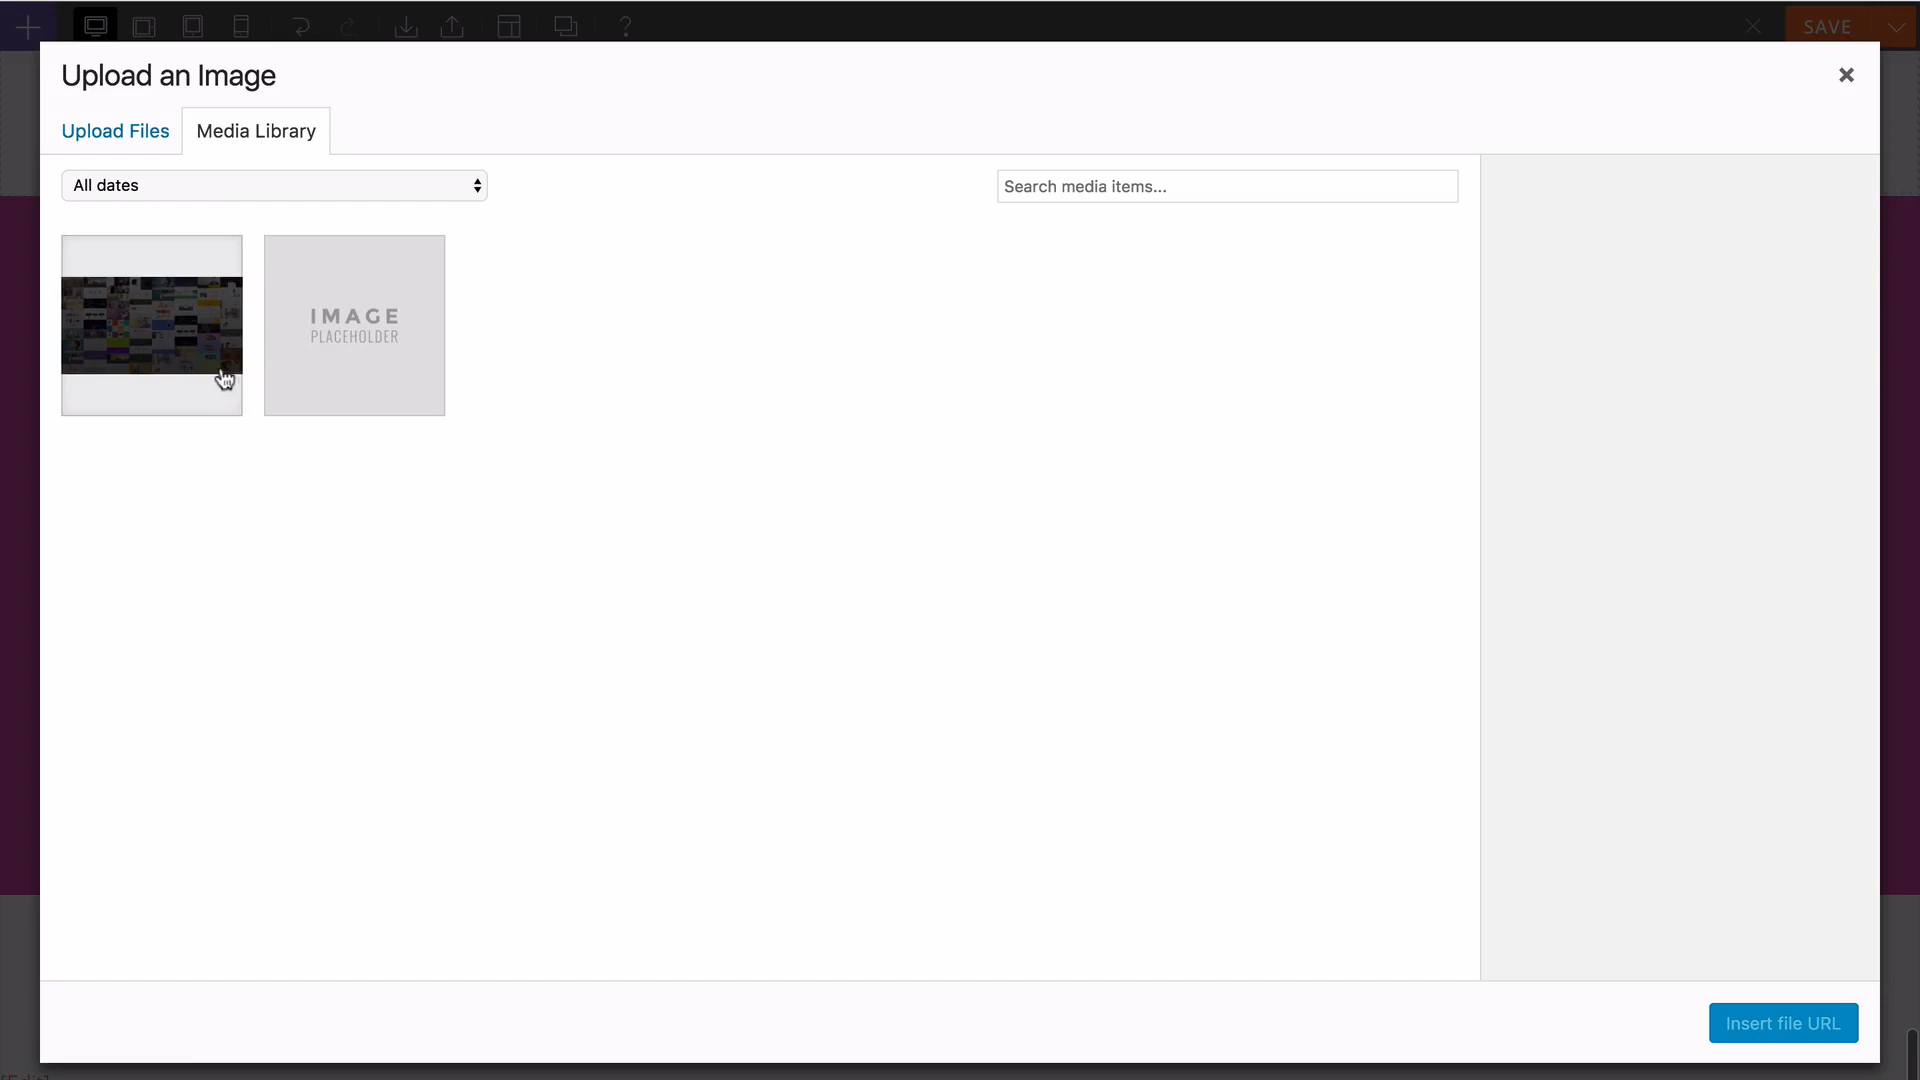 SAVE
Upload an Image
Upload Files
Media Library
All dates
Search media items...
IMAGE
PLACEHOLDER
Insert file URL